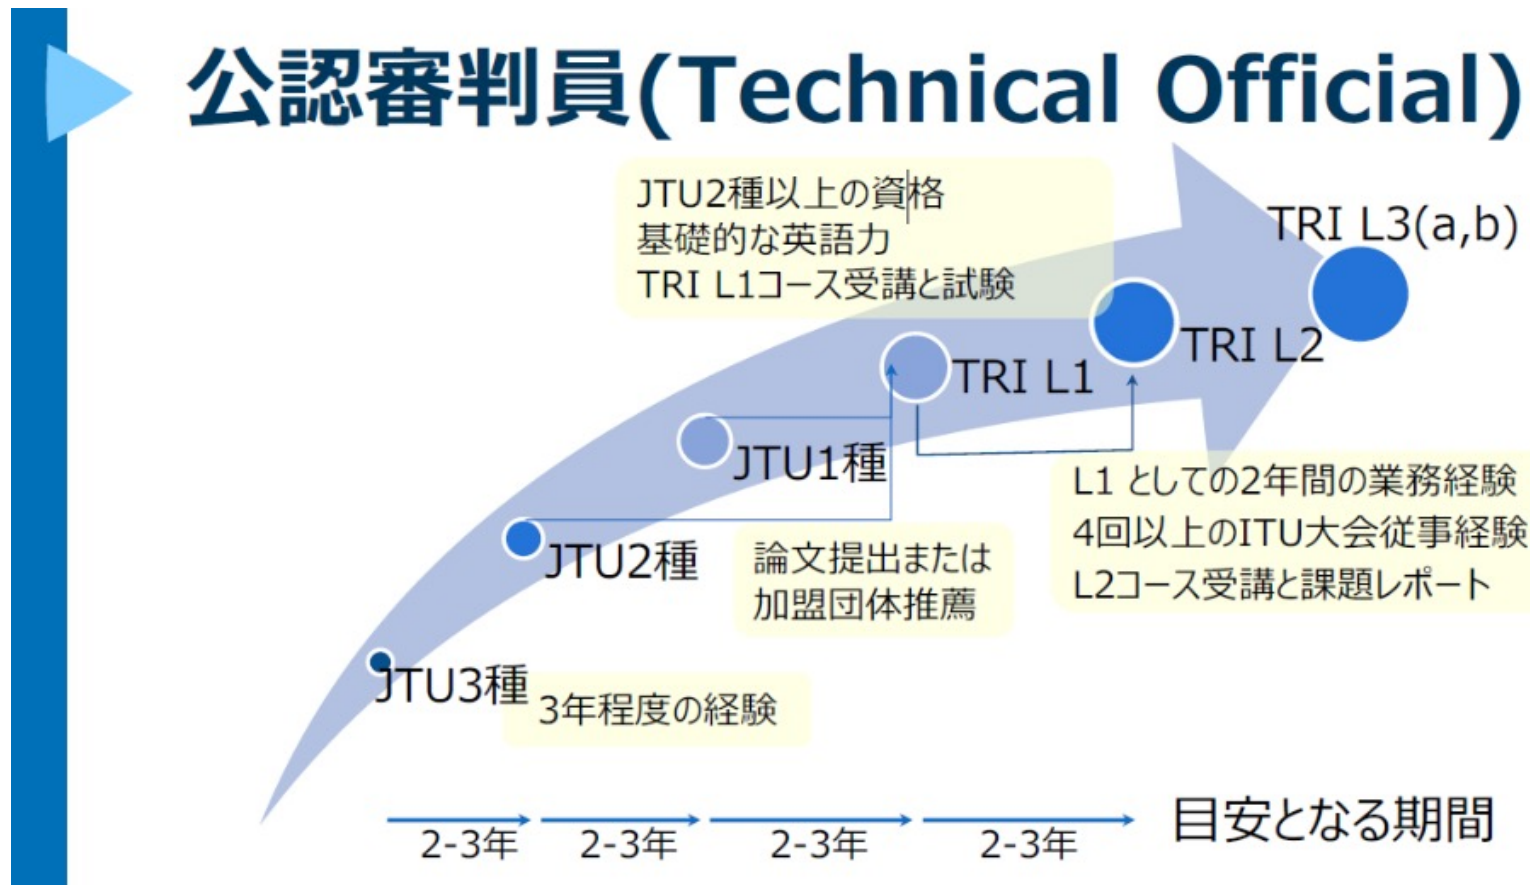 公認審判員(Technical Official)
JTU2種以上の資格
基礎的な英語力
TRI L1コース受講と試験
TRI L3(a,b)
TRI L2
TRI L1
JTU1種
L1 としての2年間の業務経験
4回以上のITU大会従事経験
L2コース受講と課題レポート
JTU2種
論文提出または
加盟団体推薦
JTU3種
3年程度の経験
2-3年
2-3年
2-3年
2-3年
目安となる期間